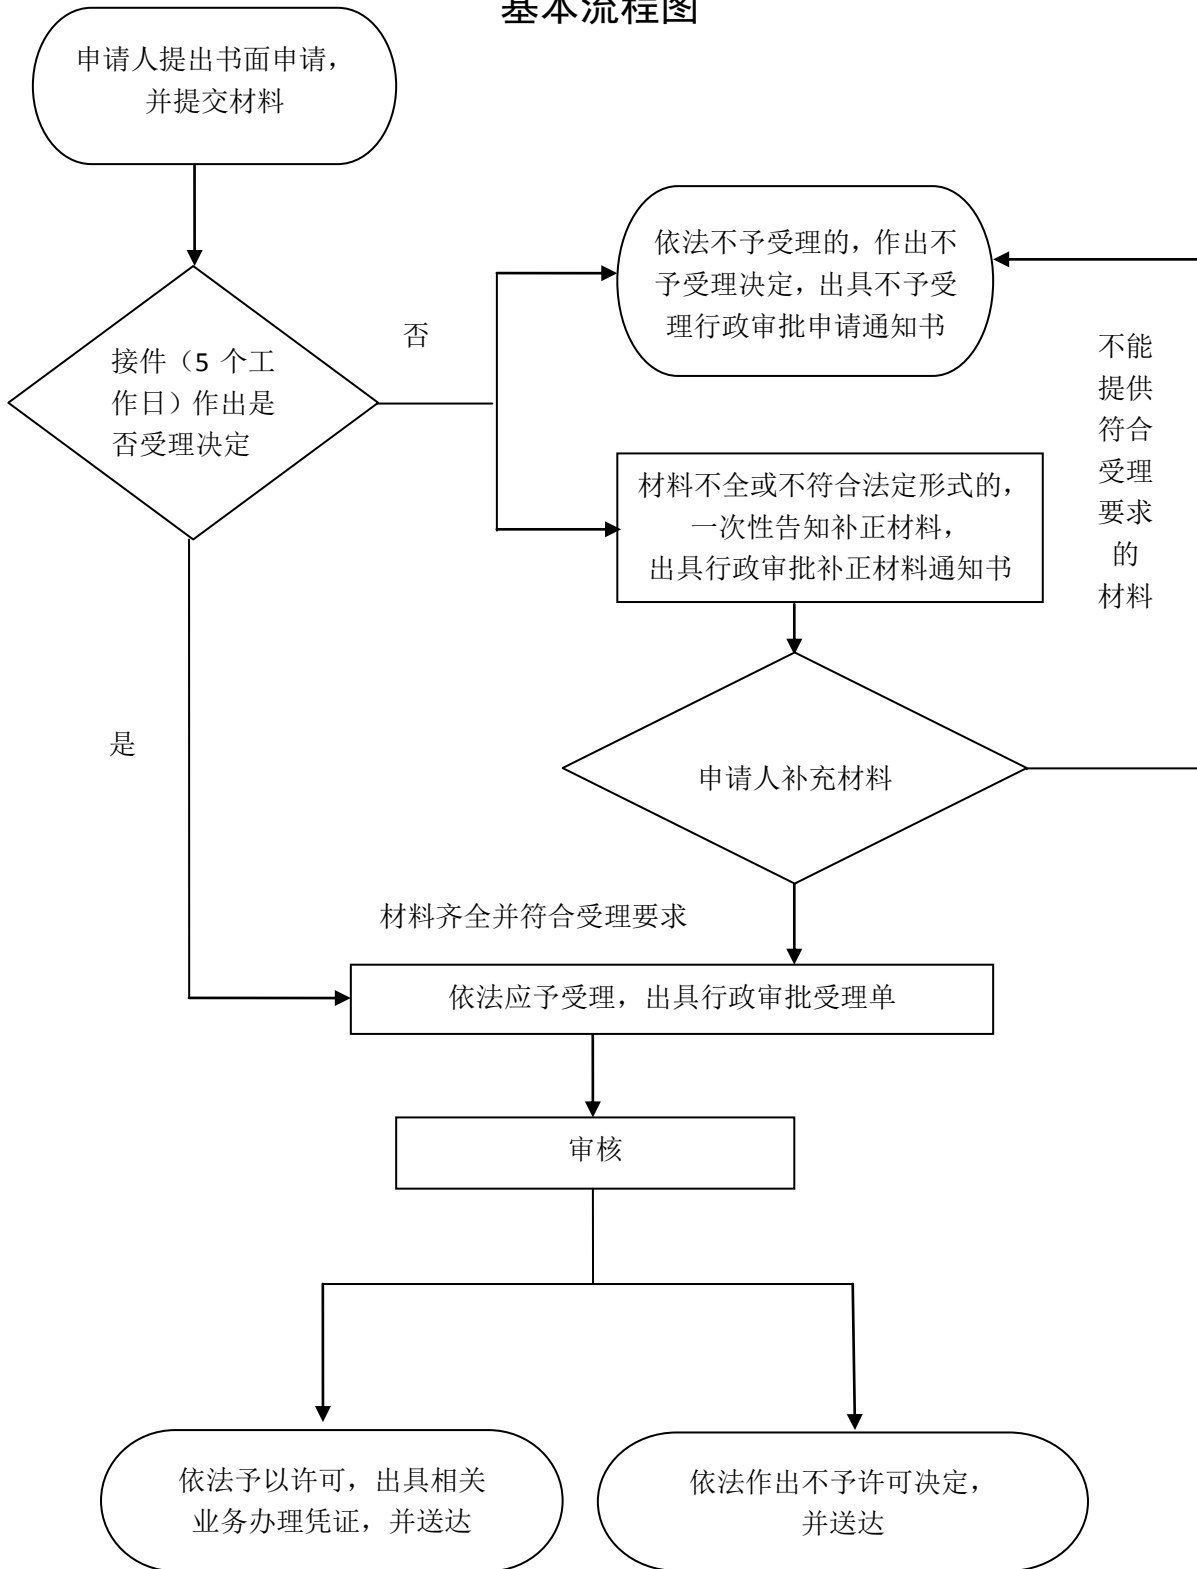 基本流程图
申请人提出书面申请，
并提交材料
依法不予受理的，作出不
予受理决定，出具不予受
理行政审批申请通知书
否
接件（5 个工
作日）作出是
否受理决定
不能
提供
符合
受理
要求
的
材料
材料不全或不符合法定形式的，
一次性告知补正材料，
出具行政审批补正材料通知书
是
申请人补充材料
材料齐全并符合受理要求
依法应予受理，出具行政审批受理单
审核
依法予以许可，出具相关
业务办理凭证，并送达
依法作出不予许可决定，
并送达